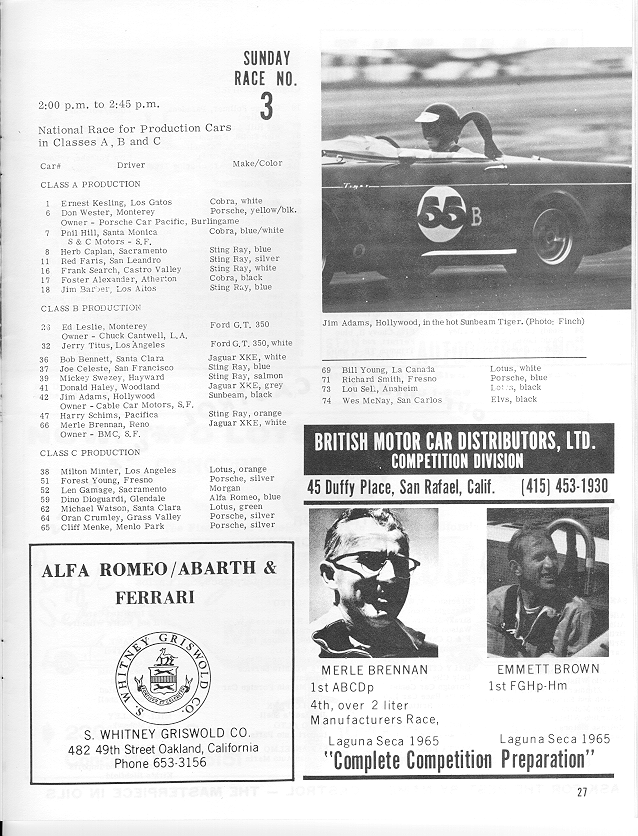 SUNDAY
RACE NO.
3
2:00 p.m. to 2:45 p.m.
National Race for Production Cars
in Classes A, B and C
Car# Driver Make/Color
CLASS A PRODUCTION
1 Ernest Kesling, Los Gatos Cobra, white
6 Don Wester, Monterey Porsche, yellow/blk.
Owner - Porsche Car Pacific, Burlingame
7 Phil Hill, Santa Monica Cobra, blue/white
S & C Motors - S.F.
8 Herb Caplan, Sacramento Sting Ray, blue
11 Red Faris, San Leandro Sting Ray, silver
16 Frank Search, Castro Valley Sting Ray, white
17 Foster Alexander, Atherton Cobra, black
18 Jim Barber, Los Altos Sting Ray, blue
CLASS B PRODUCTION
23 Ed Leslie, Monterey Ford G.T. 350
Owner - Chuck Cantwell, L.A.
32 Jerry Titus, Los Angeles Ford G.T. 350, white
36 Bob Bennett, Santa Clara Jaguar XKE, white
37 Joe Celeste, San Francisco Sting Ray, blue
39 Mickey Swezey, Hayward Sting Ray, salmon
41 Donald Haley, Woodland Jaguar XKE, grey
42 Jim Adams, Hollywood Sunbeam, black
Owner - Cable Car Motors, S.F.
47 Harry Schims, Pacifica Sting Ray, orange
66 Merle Brennan, Reno Jaguar XKE, white
Owner - BMC, S.F.
CLASS C PRODUCTION
38 Milton Minter, Los Angeles Lotus, orange
51 Forest Young, Fresno Porsche, silver
52 Len Gamage, Sacramento Morgan
59 Dino Dioguardi, Glendale Alfa Romeo, blue
62 Michael Watson, Santa Clara Lotus, green
64 Oran Crumley, Grass Valley Porsche, silver
65 Cliff Menke, Menlo Park Porsche, silver
ALFA ROMEO/ABARTH &
FERRARI
S. WHITNEY GRISWOLD CO.
S. WHITNEY GRISWOLD CO.
482 49th Street Oakland, California
Phone 653-3156
Tiger
55
B
Jim Adams, Hollywood, in the hot Sunbeam Tiger. (Photo: Finch)
69 Bill Young, La Canada Lotus, white
71 Richard Smith, Fresno Porsche, blue
73 Lou Sell, Anaheim Lotus, black
74 Wes McNay, San Carlos Elva, black
BRITISH MOTOR CAR DISTRIBUTORS, LTD.
COMPETITION DIVISION
45 Duffy Place, San Rafael, Calif. (415) 453-1930
MERLE BRENNAN
1st ABCDp
4th, over 2 liter
Manufacturers Race,
Laguna Seca 1965
EMMETT BROWN
1st FGHp-Hm
Laguna Seca 1965
"Complete Competition Preparation"
27